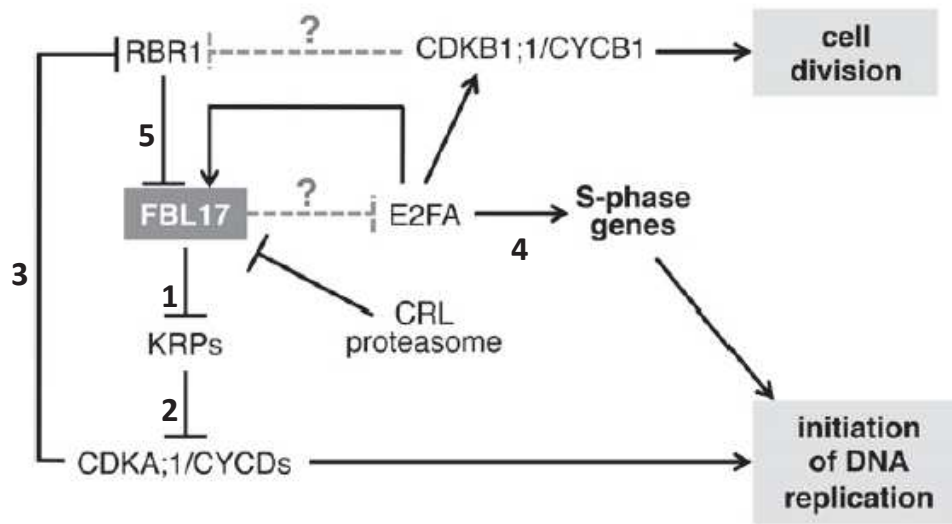 RBR1
?
CDKB1;1/CYCB1
cell
division
5
FBL17
?
E2FA
S-phase
genes
4
3
1
CRL
proteasome
KRPs
2
CDKA;1/CYCDs
initiation
of DNA
replication